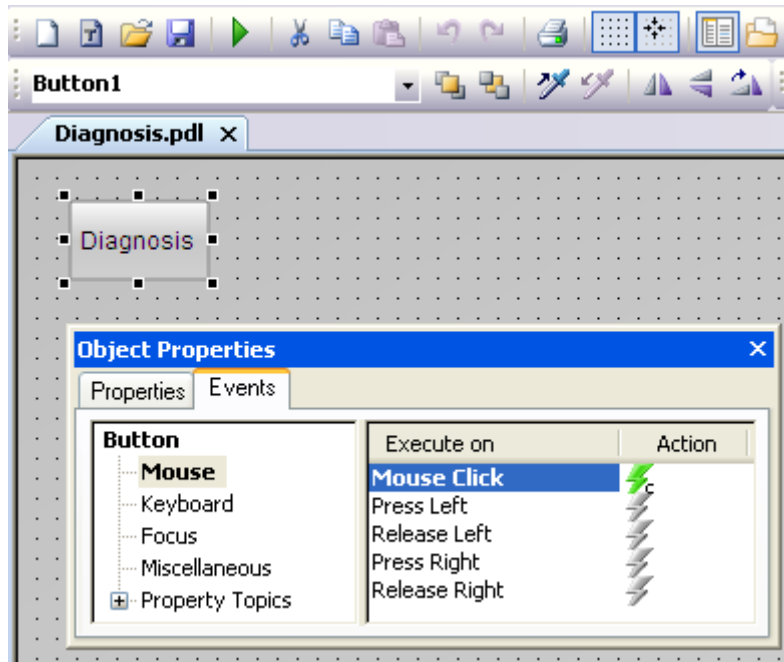 Button1
Diagnosis.pdl
Diagnosis
Object Properties
Properties Events
Button
Mouse
Keyboard
Focus
Miscellaneous
Property Topics
Execute on Action
Mouse Click
C
Press Left
Release Left
Press Right
Release Right